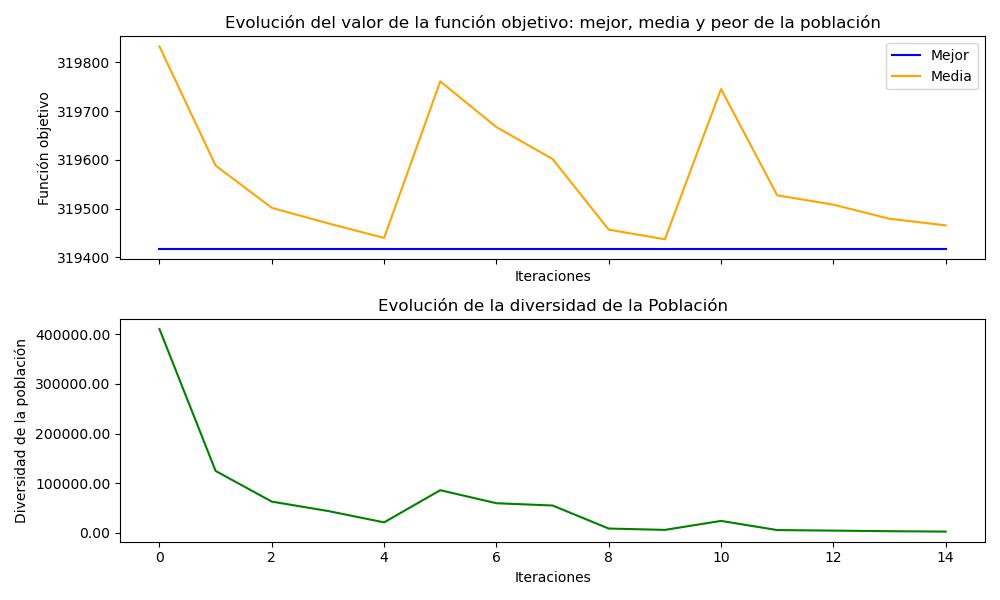 Evolución del valor de la función objetivo: mejor, media y peor de la población
Función objetivo
319800
319700
319600
319500
319400
Mejor
Media
Iteraciones
Evolución de la diversidad de la Población
Diversidad de la población
400000.00
300000.00
200000.00
100000.00
0.00
0 2 4 6 8 10 12 14
Iteraciones